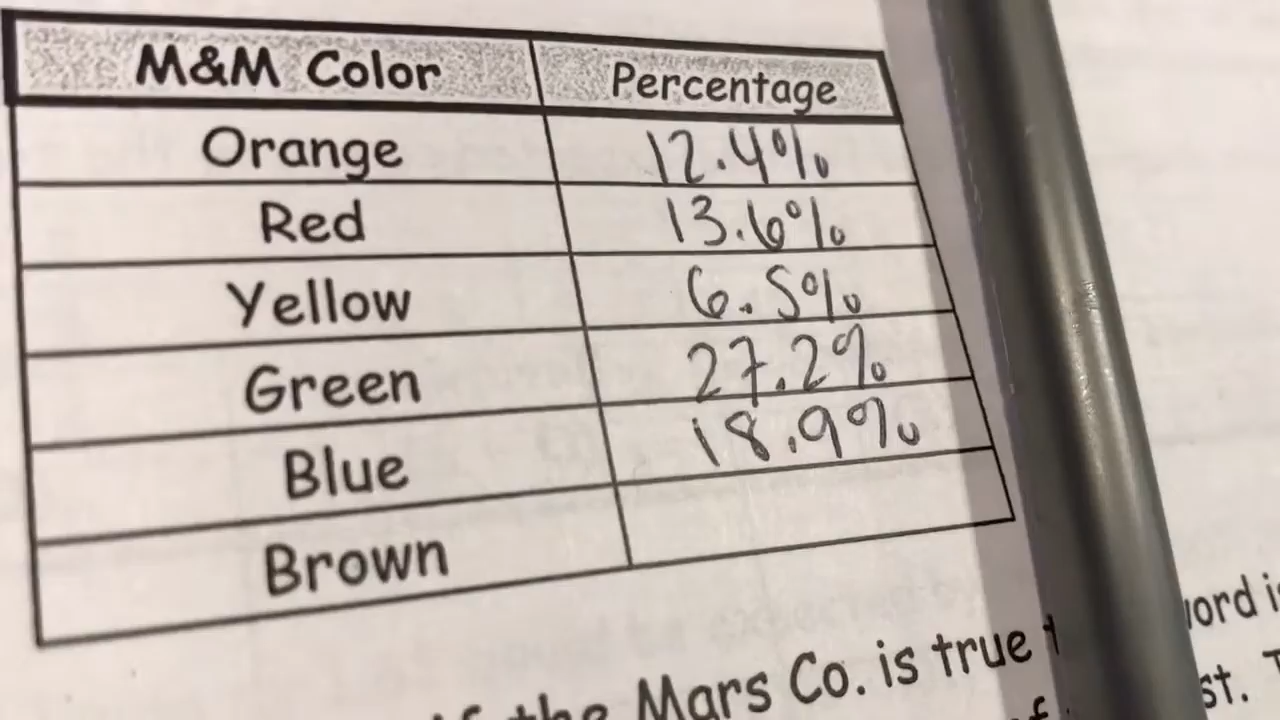 M&M Color Percentage
Orange 12.4%
Red 13.6%
Yellow 6.5%
Green 27.2%
Blue 18.9%
Brown
the Mars Co. is true
st.